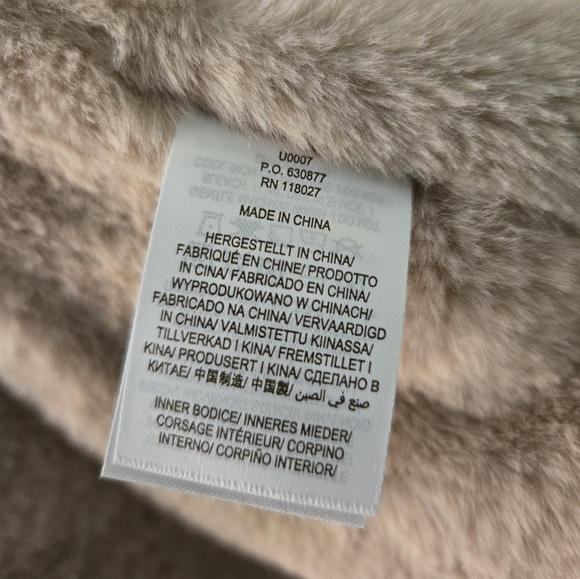 U0007
P.O. 630877
RN 118027
MADE IN CHINA
HERGESTELLT IN CHINA/
FABRIQUÉ EN CHINE/ PRODOTTO
IN CINA/ FABRICADO EN CHINA/
WYPRODUKOWANO W CHINACH/
FABRICADO NA CHINA/ VERVAARDIGD
IN CHINA/ VALMISTETTU KIINASSA/
TILLVERKAD I KINA/ FREMSTILLET I
KINA/ PRODUSERT I KINA/ СДЕЛАНО В
КИТАЕ/ 中国制造/ 中國製/ صنع في الصين
INNER BODICE/ INNERES MIEDER/
CORSAGE INTÉRIEUR/ CORPINO
INTERNO/ CORPIÑO INTERIOR/